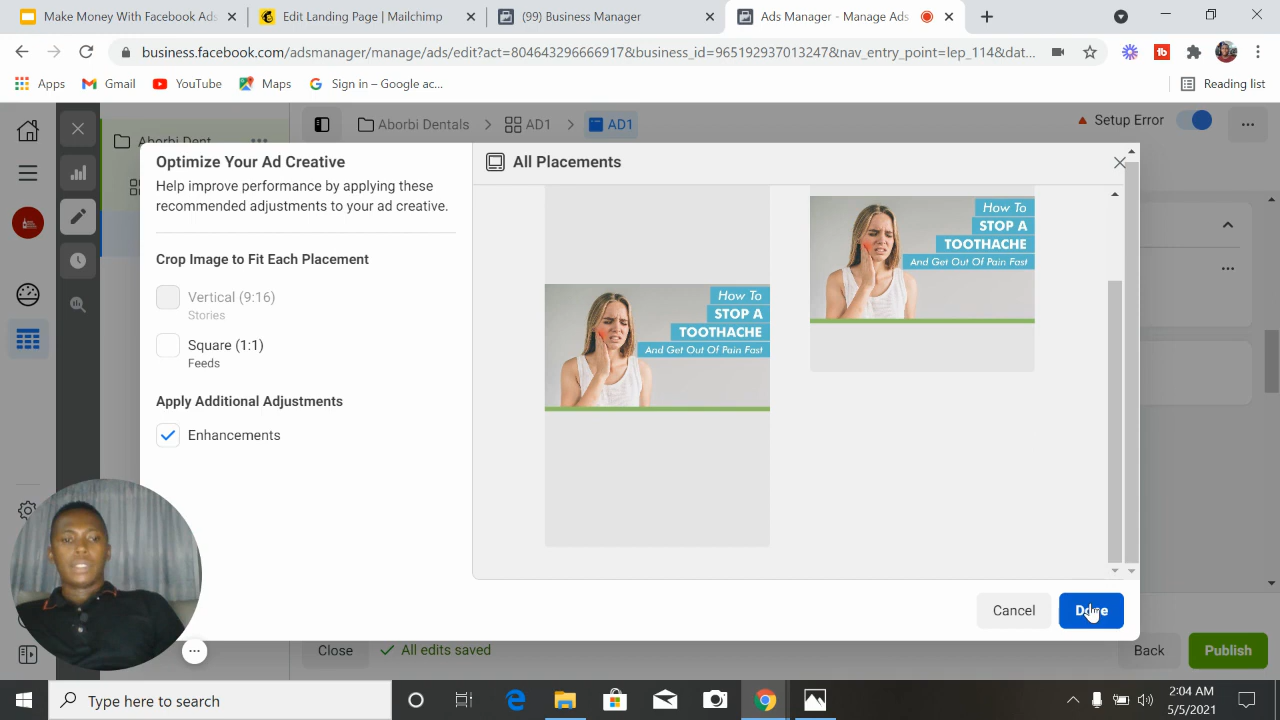 Make Money With Facebook Ads
Edit Landing Page | Mailchimp
(99) Business Manager
Ads Manager - Manage Ads
business.facebook.com/adsmanager/manage/ads/edit?act=804643296666917&business_id=965192937013247&nav_entry_point=lep_114&dat...
Apps
Gmail
YouTube
Maps
Sign in – Google ac...
Reading list
Aborbi Dent...
Aborbi Dentals
AD1
AD1
Setup Error
Optimize Your Ad Creative
Help improve performance by applying these
recommended adjustments to your ad creative.
Crop Image to Fit Each Placement
Vertical (9:16)
Stories
Square (1:1)
Feeds
Apply Additional Adjustments
Enhancements
All Placements
How To
STOP A
TOOTHACHE
And Get Out Of Pain Fast
How To
STOP A
TOOTHACHE
And Get Out Of Pain Fast
Cancel
Done
Close
All edits saved
Back
Publish
Type here to search
2:04 AM
5/5/2021